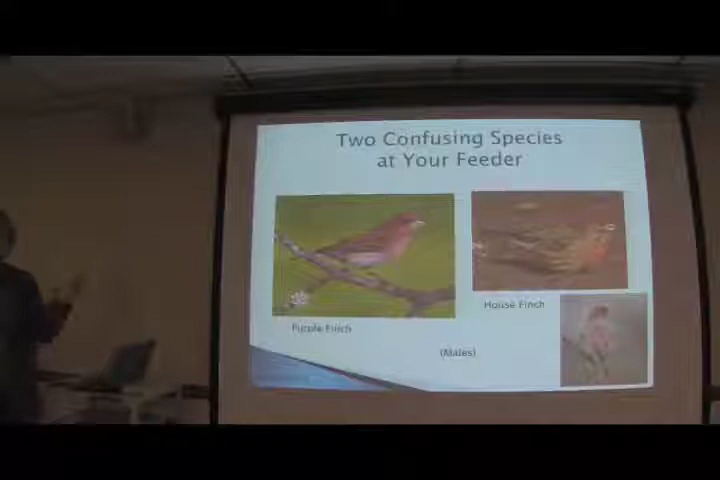 Two Confusing Species
at Your Feeder
House Finch
Purple Finch
(Males)